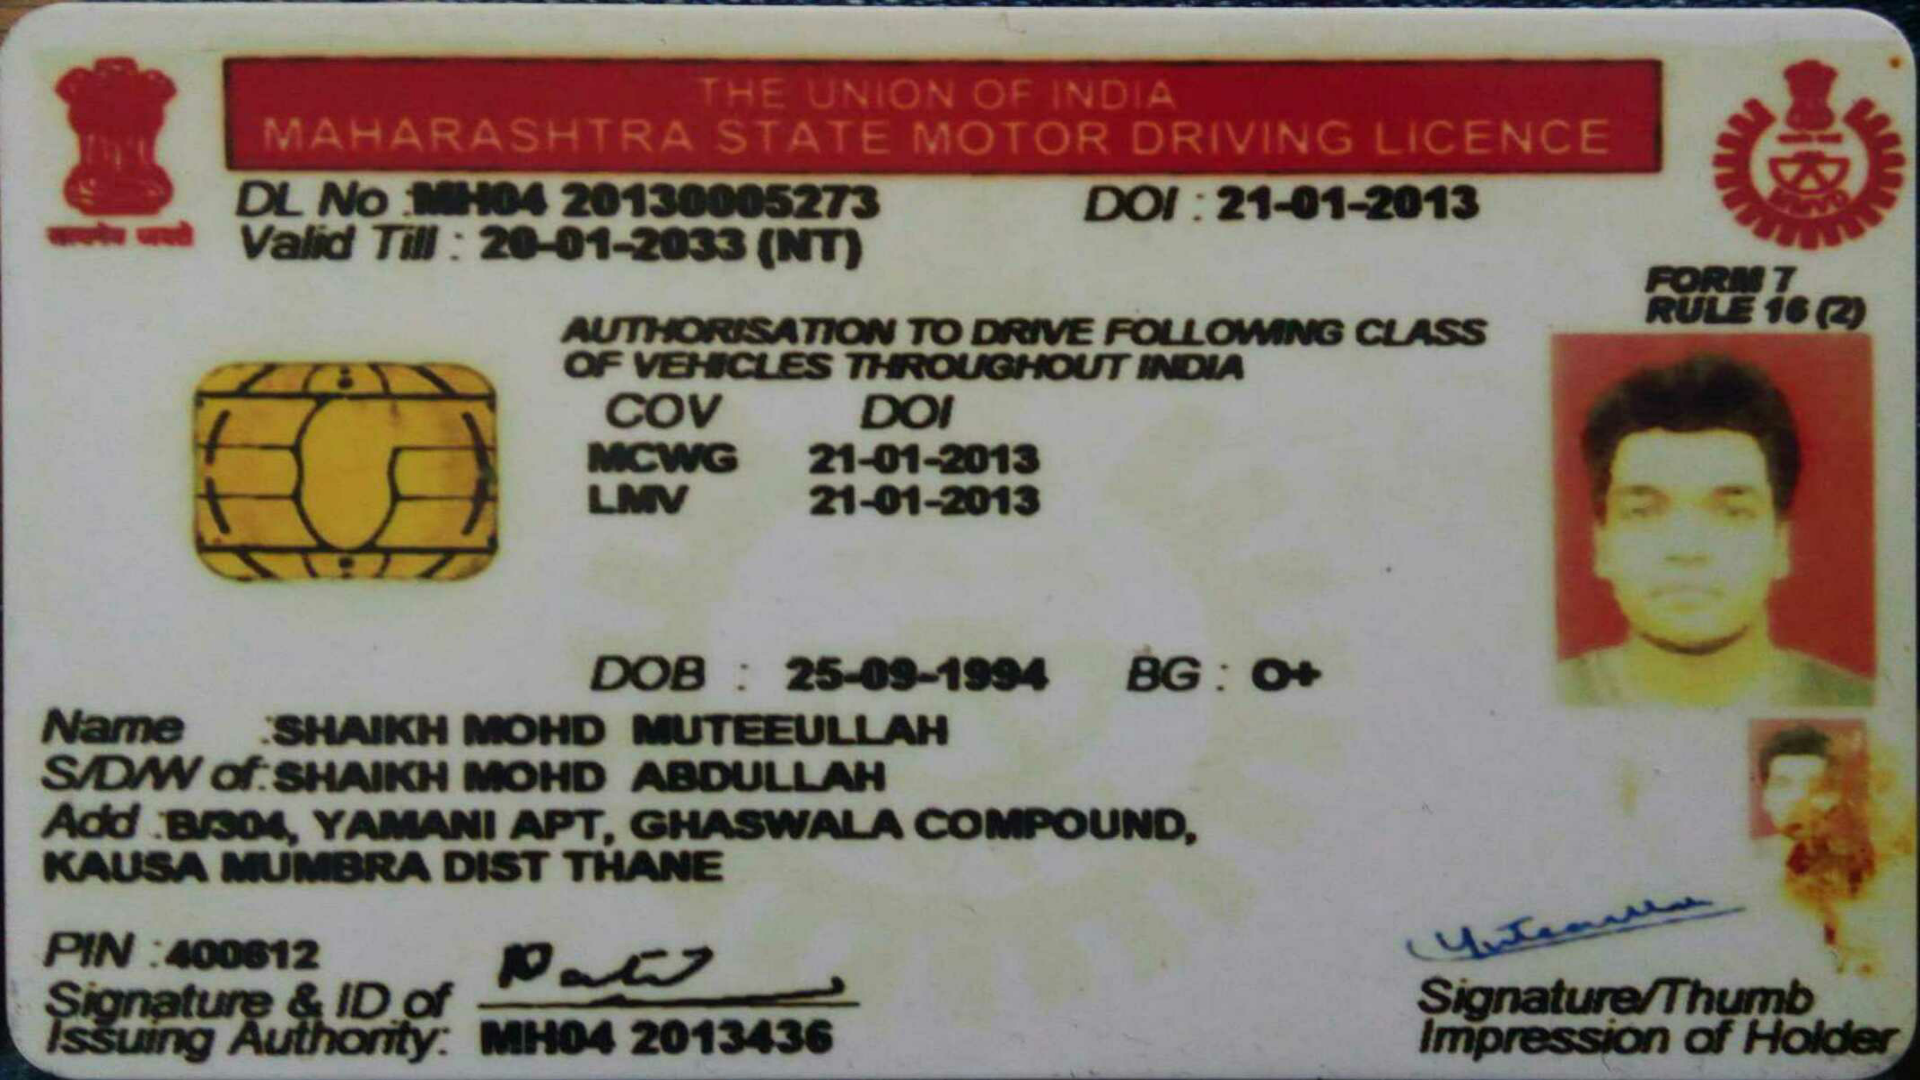 THE UNION OF INDIA
MAHARASHTRA STATE MOTOR DRIVING LICENCE
DL No :MH04 20130005273 DOI : 21-01-2013
Valid Till : 20-01-2033 (NT)
FORM 7
RULE 16 (2)
AUTHORISATION TO DRIVE FOLLOWING CLASS
OF VEHICLES THROUGHOUT INDIA
COV DOI
MCWG 21-01-2013
LMV 21-01-2013
DOB : 25-09-1994 BG : O+
Name :SHAIKH MOHD MUTEEULLAH
S/D/W of:SHAIKH MOHD ABDULLAH
Add :B/304, YAMANI APT, GHASWALA COMPOUND,
KAUSA MUMBRA DIST THANE
PIN :400612
Signature & ID of
Issuing Authority: MH04 2013436
Signature/Thumb
Impression of Holder